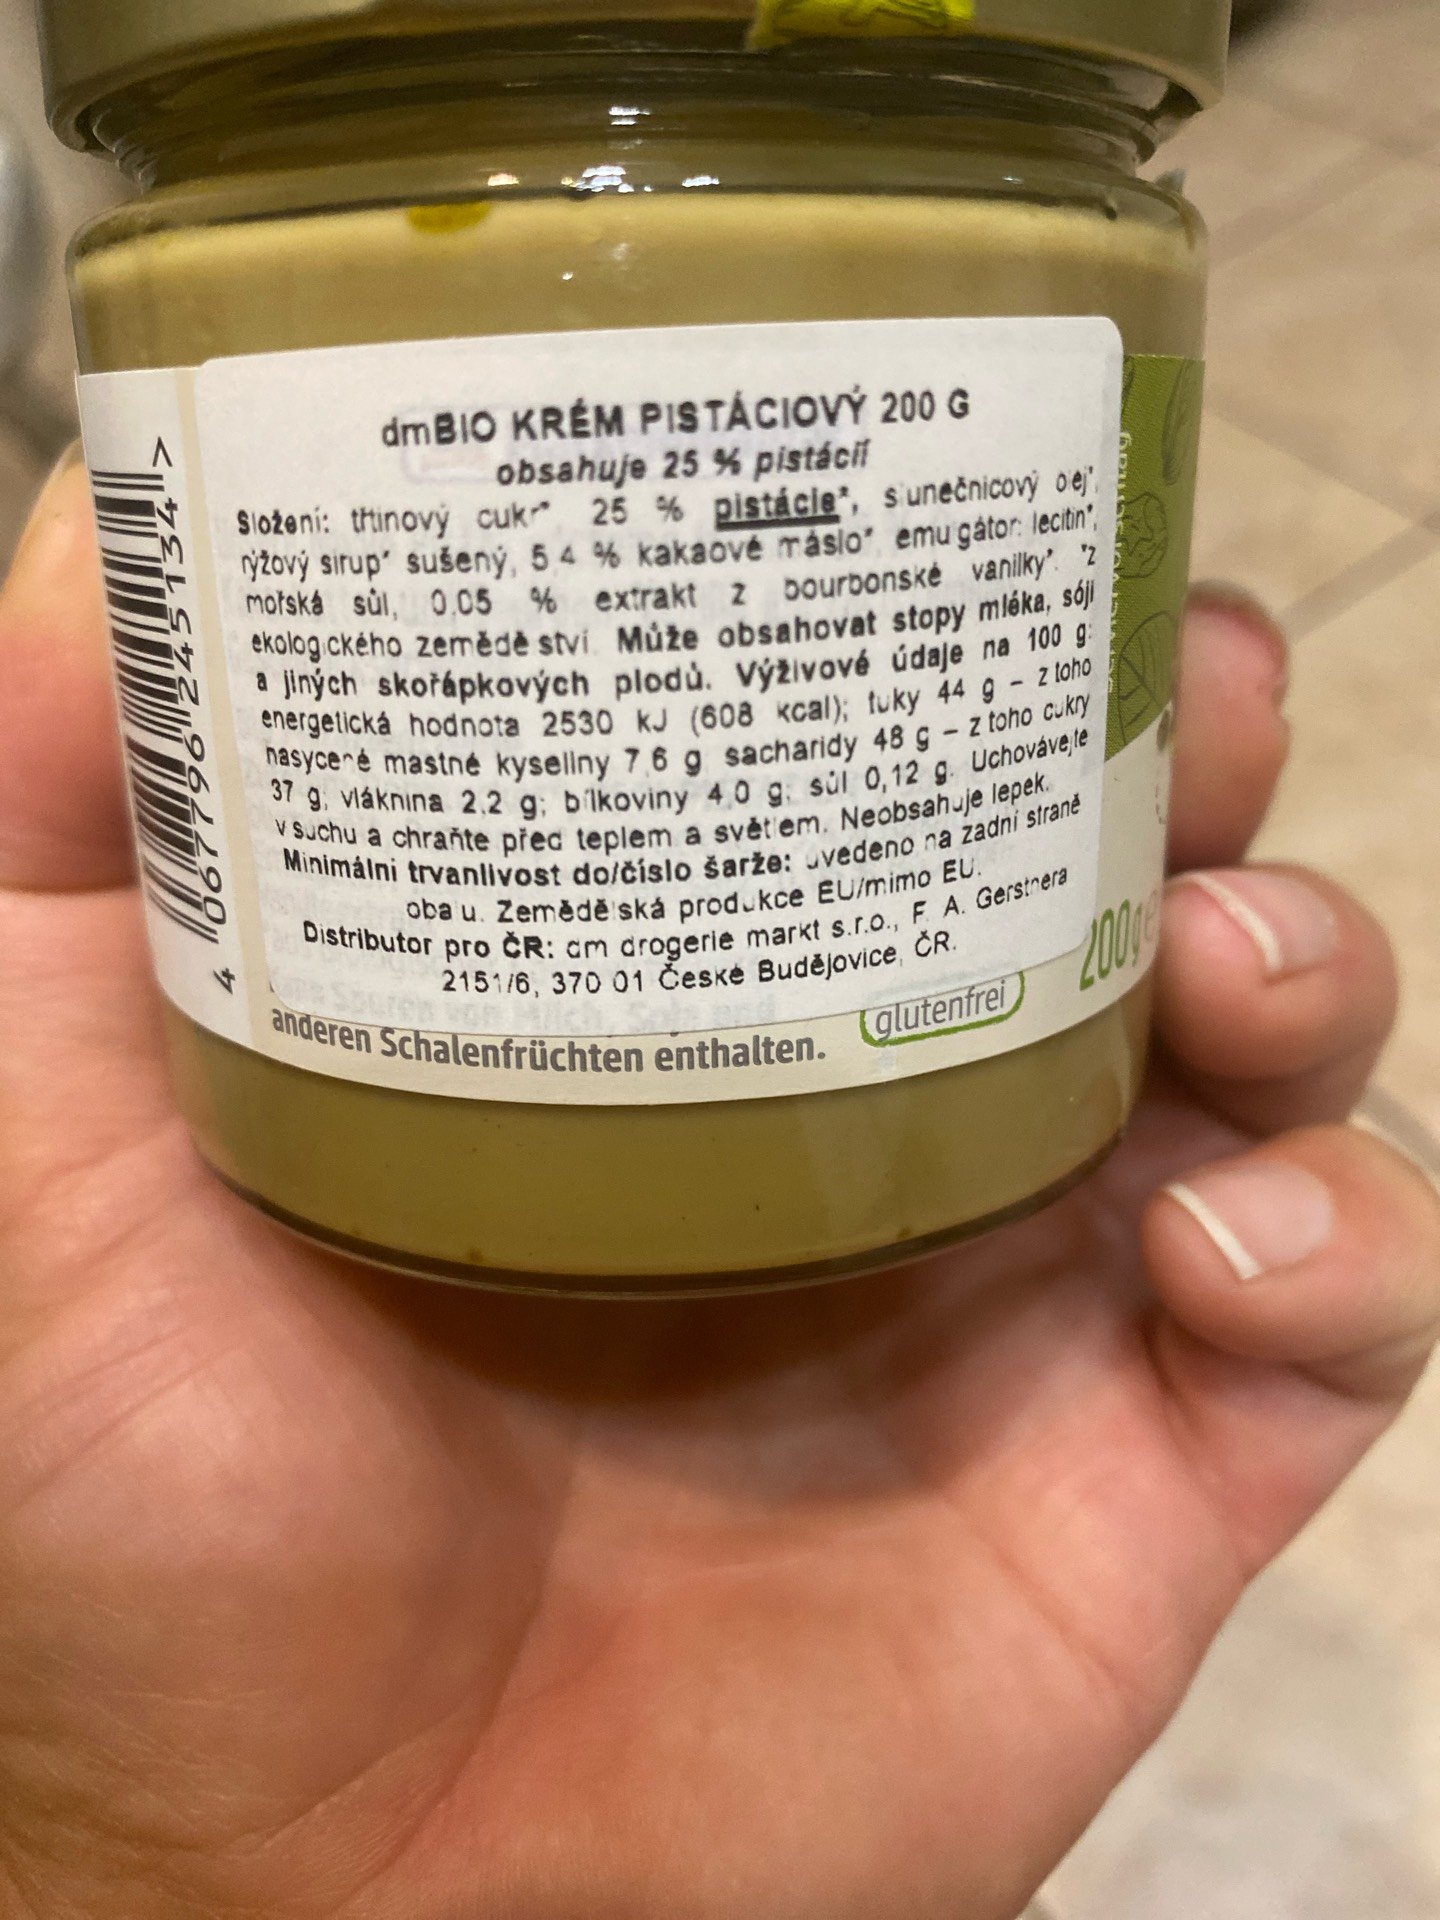 dmBIO KRÉM PISTÁCIOVÝ 200 G
obsahuje 25 % pistácií
Složení: třtinový cukr* 25 % pistácie*, slunečnicový olej*,
rýžový sirup* sušený, 5,4 % kakaové máslo* emulgátor: lecitin*,
mořská sůl, 0,05 % extrakt z bourbonské vanilky*. *z
ekologického zemědělství. Může obsahovat stopy mléka, sóji
a jiných skořápkových plodů. Výživové údaje na 100 g:
energetická hodnota 2530 kJ (608 kcal); tuky 44 g – z toho
nasycené mastné kyseliny 7,6 g sacharidy 48 g – z toho cukry
37 g; vláknina 2,2 g; bílkoviny 4,0 g; sůl 0,12 g. Uchovávejte
v suchu a chraňte před teplem a světlem. Neobsahuje lepek.
Minimální trvanlivost do/číslo šarže: uvedeno na zadní straně
obalu. Zemědělská produkce EU/mimo EU.
Distributor pro ČR: dm drogerie markt s.r.o., F. A. Gerstnera
2151/6, 370 01 České Budějovice, ČR.
Spuren von Milch, Soja und
anderen Schalenfrüchten enthalten.
glutenfrei
200g e
4 067796 245134 >